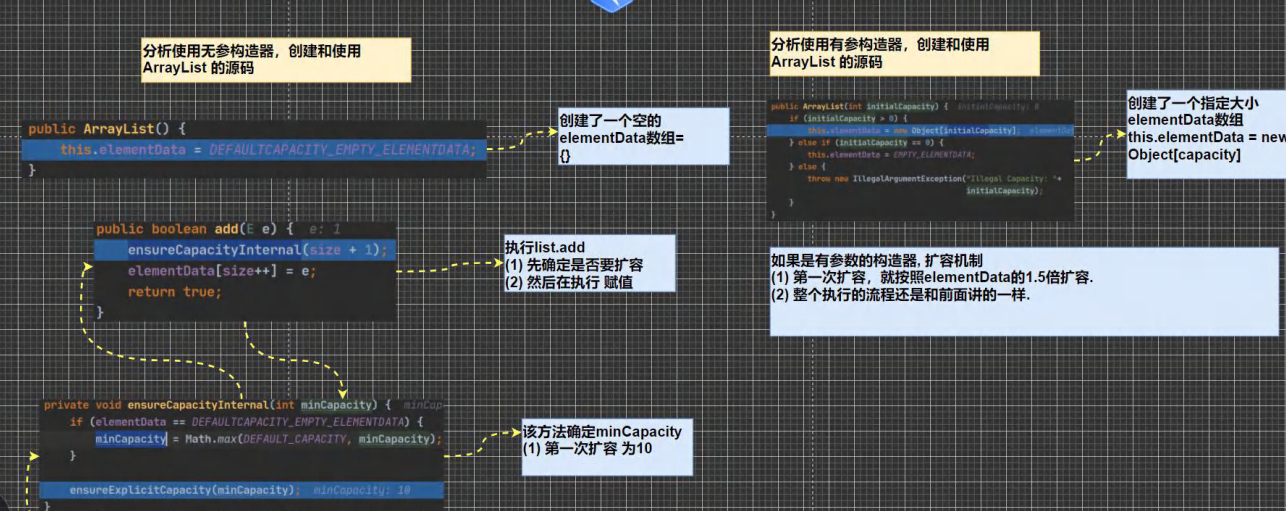 分析使用无参构造器，创建和使用
ArrayList 的源码
public ArrayList() {
this.elementData = DEFAULTCAPACITY_EMPTY_ELEMENTDATA;
}
创建了一个空的
elementData数组=
{}
public boolean add(E e) { e: 1
ensureCapacityInternal(size + 1);
elementData[size++] = e;
return true;
}
执行list.add
(1) 先确定是否要扩容
(2) 然后在执行 赋值
private void ensureCapacityInternal(int minCapacity) { minCap
if (elementData == DEFAULTCAPACITY_EMPTY_ELEMENTDATA) {
minCapacity = Math.max(DEFAULT_CAPACITY, minCapacity);
}
ensureExplicitCapacity(minCapacity); minCapacity: 10
}
该方法确定minCapacity
(1) 第一次扩容 为10
分析使用有参构造器，创建和使用
ArrayList 的源码
public ArrayList(int initialCapacity) { initialCapacity: 8
if (initialCapacity > 0) {
this.elementData = new Object[initialCapacity]; elementDat
} else if (initialCapacity == 0) {
this.elementData = EMPTY_ELEMENTDATA;
} else {
throw new IllegalArgumentException("Illegal Capacity: "+
initialCapacity);
}
}
创建了一个指定大小
elementData数组
this.elementData = new
Object[capacity]
如果是有参数的构造器, 扩容机制
(1) 第一次扩容，就按照elementData的1.5倍扩容.
(2) 整个执行的流程还是和前面讲的一样.